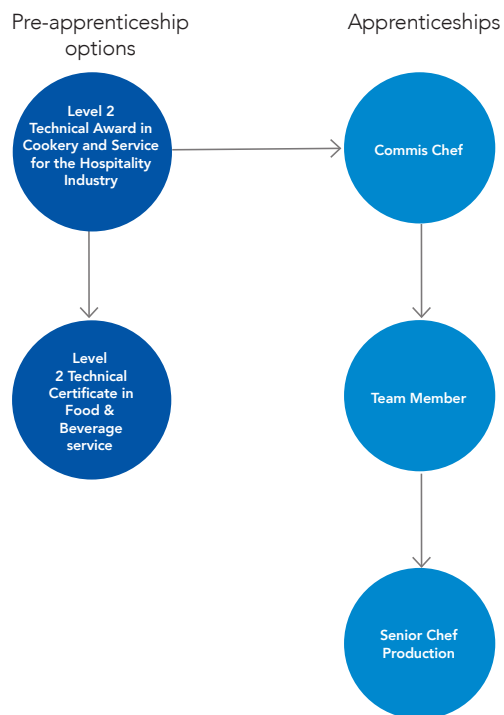 Pre-apprenticeship
options
Apprenticeships
Level 2
Technical Award in
Cookery and Service
for the Hospitality
Industry
Commis Chef
Level
2 Technical
Certificate in
Food &
Beverage
service
Team Member
Senior Chef
Production